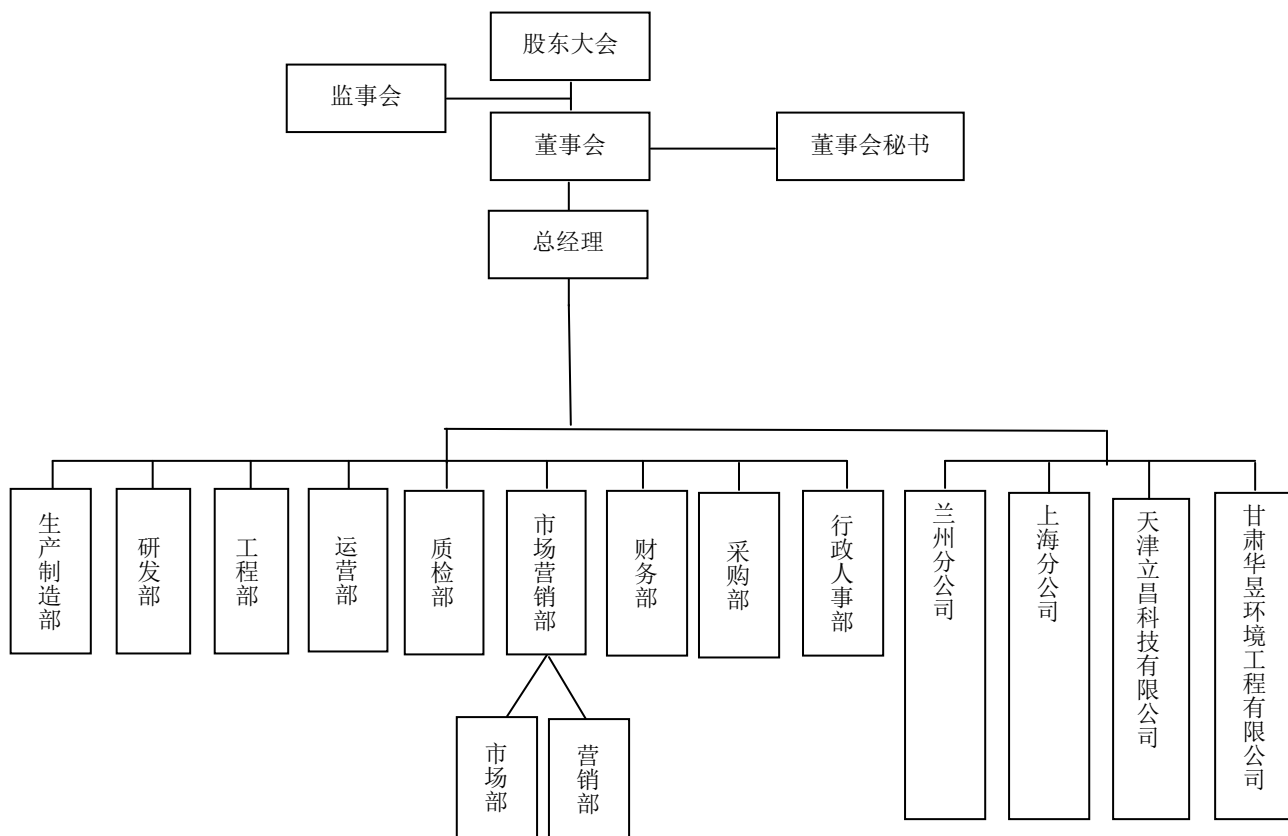 股东大会
监事会
董事会
董事会秘书
总经理
生产制造部
研发部
工程部
运营部
质检部
市场营销部
财务部
采购部
行政人事部
兰州分公司
上海分公司
天津立昌科技有限公司
甘肃华昱环境工程有限公司
市场部
营销部